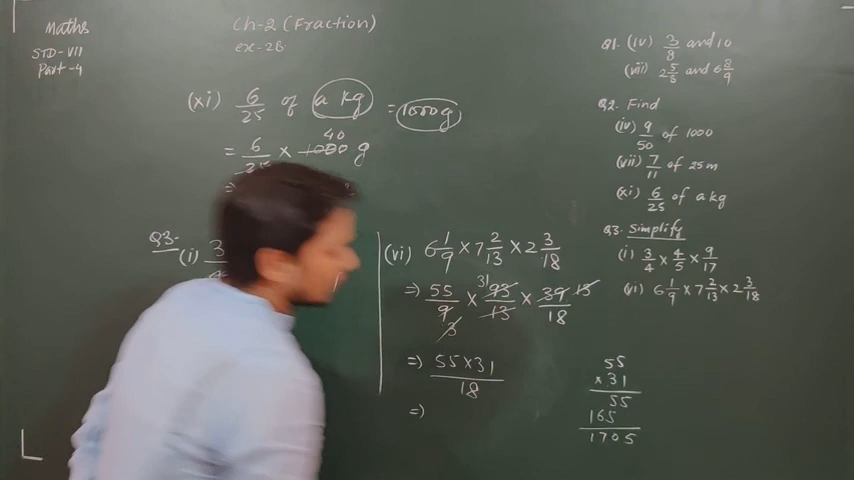 Maths
STD-VII
Part-4
Ch-2 (Fraction)
ex-2B
(xi) 6/25 of a kg = 1000g
= 6/25 × 1000 40 g
=
Q3-
(i) 3
(vi) 6 1/9 × 7 2/13 × 2 3/18
=) 55/9 3 × 31 93/13 × 39/18 13
=) 55×31/18
=)
55
×31
55
165
1705
Q1. (iv) 3/8 and 10
(vii) 2 5/8 and 6 8/9
Q2. Find
(iv) 9/50 of 1000
(vii) 7/11 of 25m
(xi) 6/25 of a kg
Q3. Simplify
(i) 3/4 × 4/5 × 9/17
(vi) 6 1/9 × 7 2/13 × 2 3/18